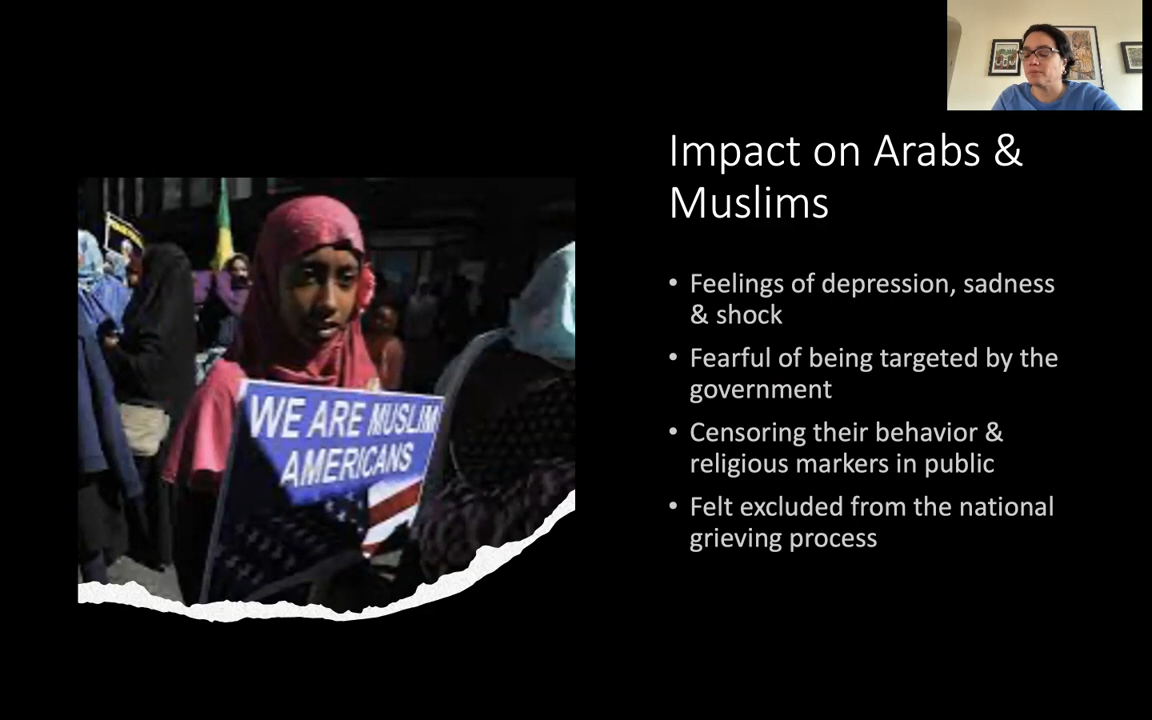 Impact on Arabs &
Muslims
• Feelings of depression, sadness
& shock
• Fearful of being targeted by the
government
• Censoring their behavior &
religious markers in public
• Felt excluded from the national
grieving process
WE ARE MUSLIM
AMERICANS